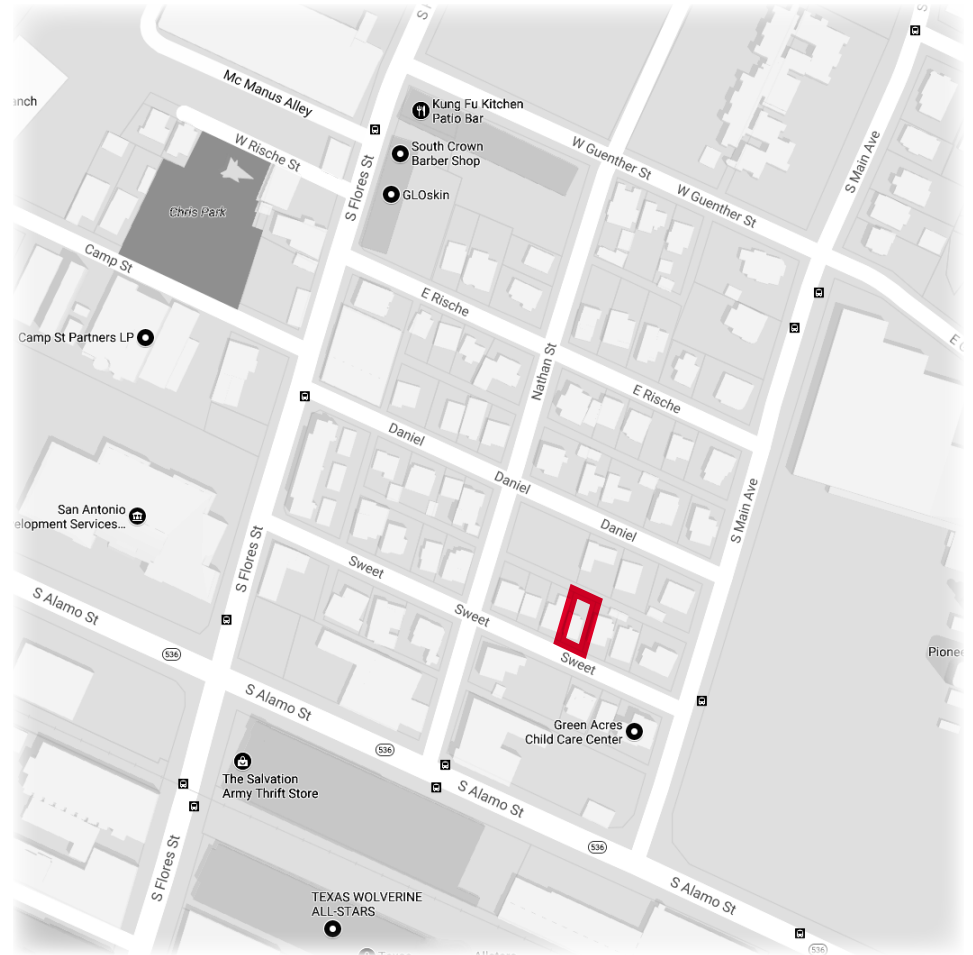 S Fl
S
Mc Manus Alley
anch
Kung Fu Kitchen
Patio Bar
W Rische St
South Crown
Barber Shop
W Guenther St
W Guenther St
S Main Ave
S Flores St
GLOskin
Chris Park
Camp St
E Rische
Camp St Partners LP
E G
Nathan St
E Rische
Daniel
Daniel
San Antonio
elopment Services...
S Main Ave
Daniel
S Flores St
Sweet
S Alamo St
Sweet
536
Sweet
Pione
S Alamo St
Green Acres
Child Care Center
536
The Salvation
Army Thrift Store
S Alamo St
536
S Flores St
S Alamo St
TEXAS WOLVERINE
ALL-STARS
536